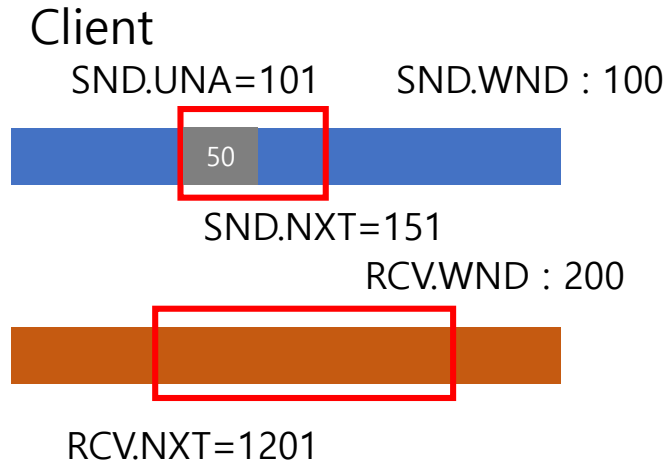 Client
SND.UNA=101 SND.WND : 100
50
SND.NXT=151
RCV.WND : 200
RCV.NXT=1201